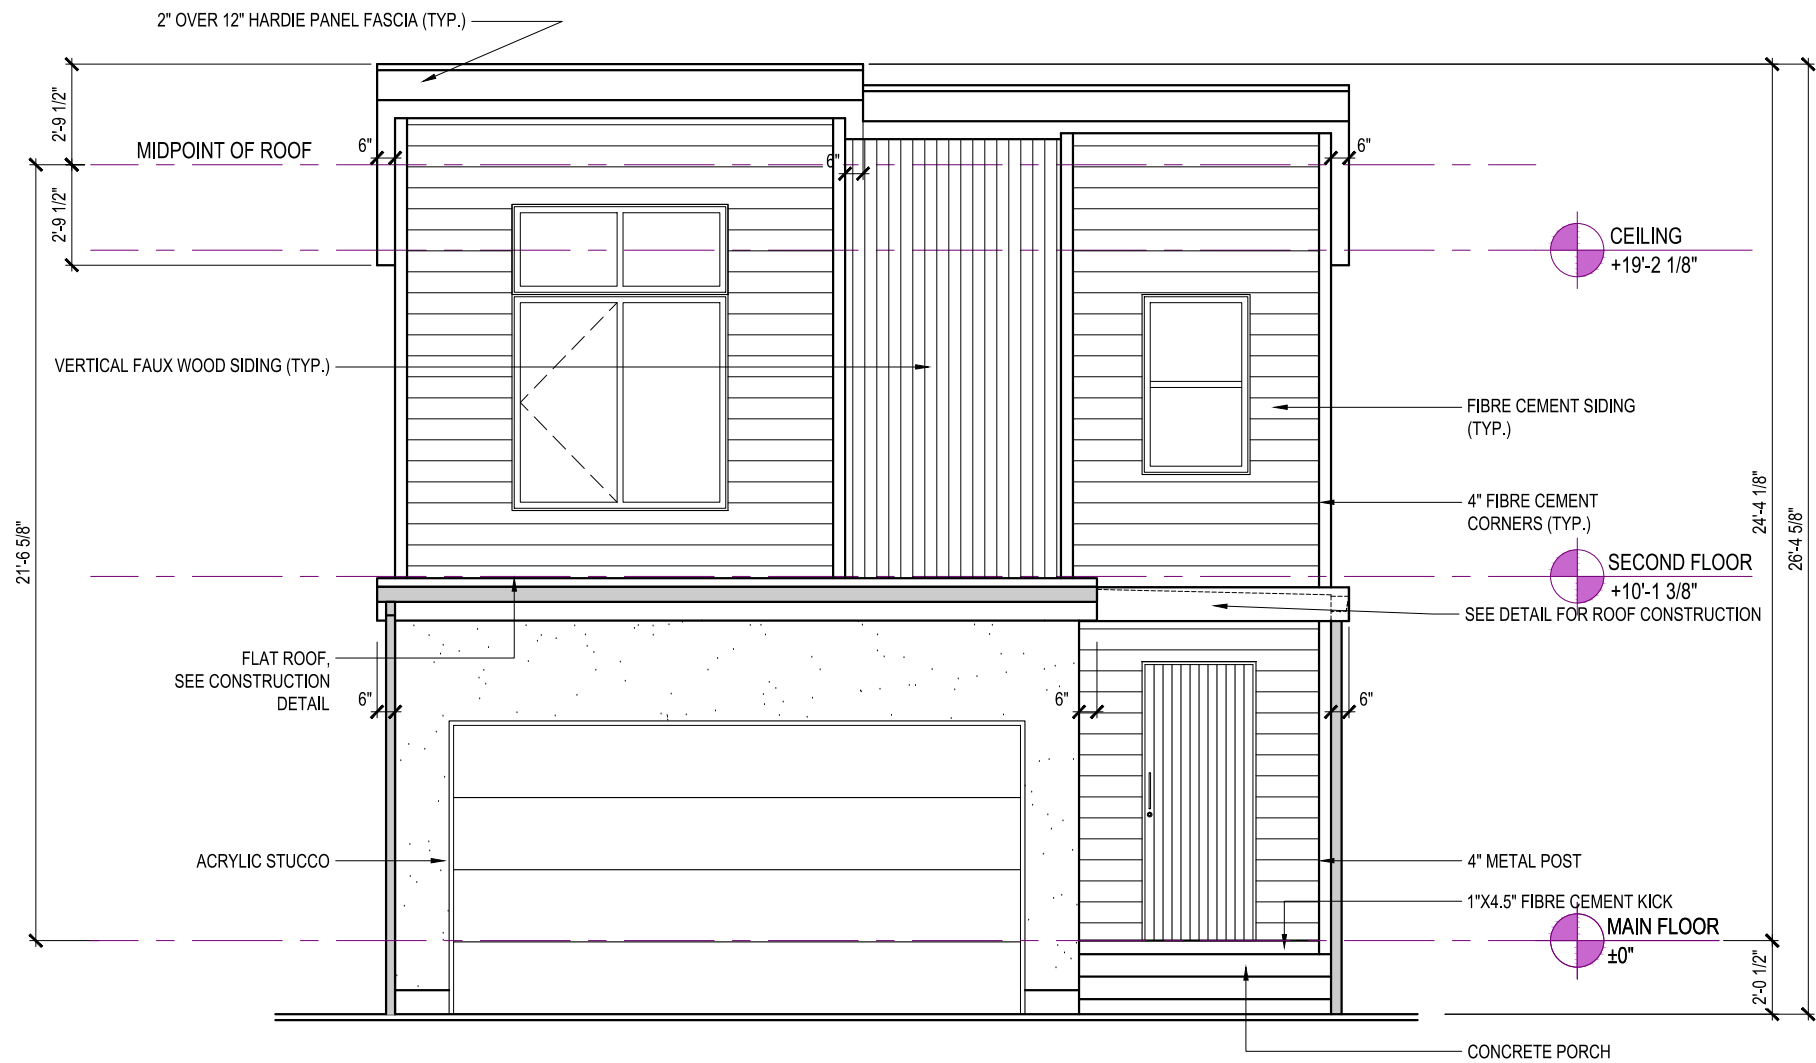 2" OVER 12" HARDIE PANEL FASCIA (TYP.)
2'-9 1/2"
MIDPOINT OF ROOF
6"
6"
6"
2'-9 1/2"
CEILING
+19'-2 1/8"
VERTICAL FAUX WOOD SIDING (TYP.)
FIBRE CEMENT SIDING
(TYP.)
4" FIBRE CEMENT
CORNERS (TYP.)
24'-4 1/8"
26'-4 5/8"
21'-6 5/8"
SECOND FLOOR
+10'-1 3/8"
SEE DETAIL FOR ROOF CONSTRUCTION
FLAT ROOF,
SEE CONSTRUCTION
DETAIL
6"
6"
6"
ACRYLIC STUCCO
4" METAL POST
1"X4.5" FIBRE CEMENT KICK
MAIN FLOOR
±0"
2'-0 1/2"
CONCRETE PORCH